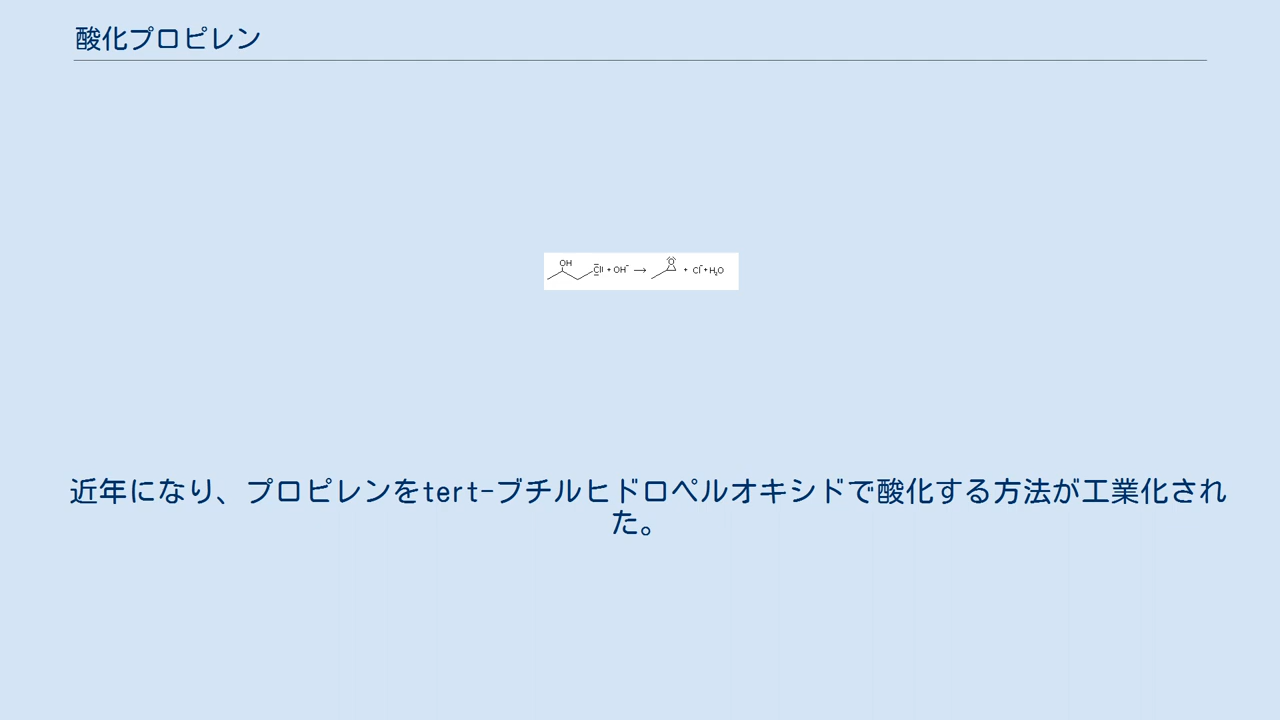 酸化プロピレン
OH
Cl + OH⁻ → O + Cl⁻ + H₂O
近年になり、プロピレンをtert-ブチルヒドロペルオキシドで酸化する方法が工業化され
た。